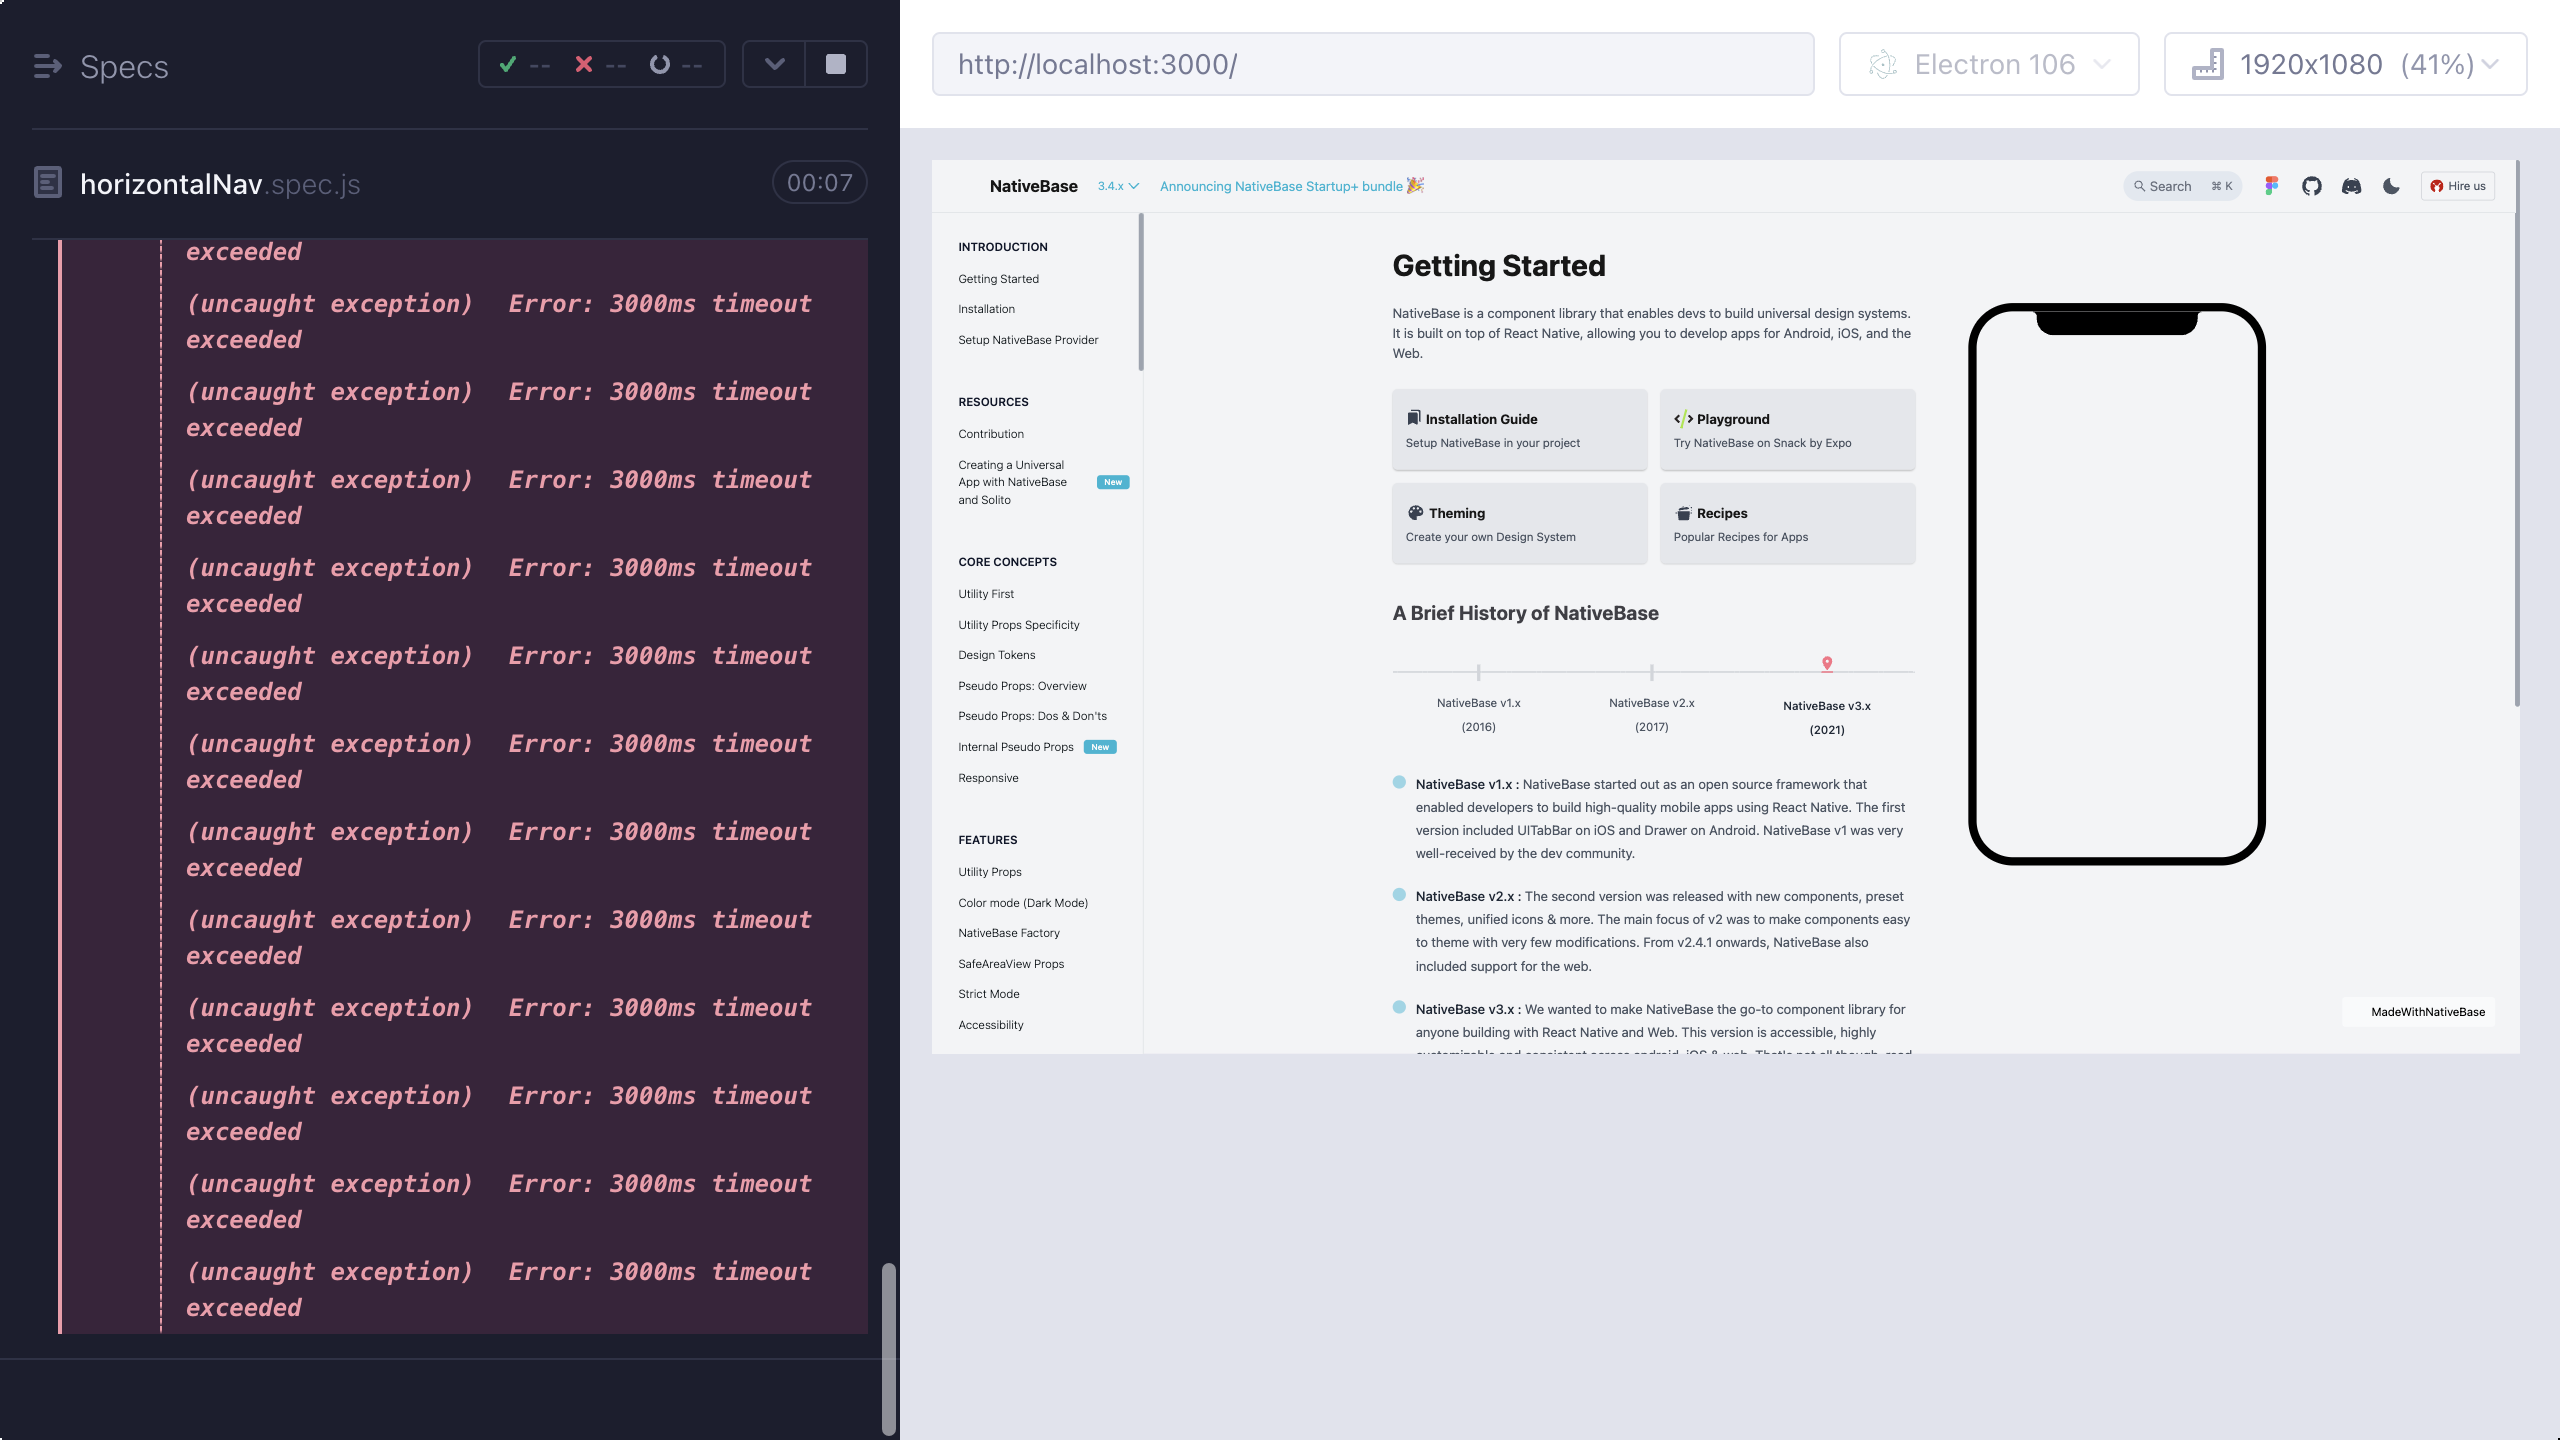 Specs
-- -- --
horizontalNav.spec.js
00:07
exceeded
(uncaught exception) Error: 3000ms timeout
exceeded
(uncaught exception) Error: 3000ms timeout
exceeded
(uncaught exception) Error: 3000ms timeout
exceeded
(uncaught exception) Error: 3000ms timeout
exceeded
(uncaught exception) Error: 3000ms timeout
exceeded
(uncaught exception) Error: 3000ms timeout
exceeded
(uncaught exception) Error: 3000ms timeout
exceeded
(uncaught exception) Error: 3000ms timeout
exceeded
(uncaught exception) Error: 3000ms timeout
exceeded
(uncaught exception) Error: 3000ms timeout
exceeded
(uncaught exception) Error: 3000ms timeout
exceeded
(uncaught exception) Error: 3000ms timeout
exceeded
http://localhost:3000/
Electron 106
1920x1080 (41%)
NativeBase
3.4.x
Announcing NativeBase Startup+ bundle 🎉
Search ⌘ K
Hire us
INTRODUCTION
Getting Started
Installation
Setup NativeBase Provider
RESOURCES
Contribution
Creating a Universal
App with NativeBase
and Solito
New
CORE CONCEPTS
Utility First
Utility Props Specificity
Design Tokens
Pseudo Props: Overview
Pseudo Props: Dos & Don'ts
Internal Pseudo Props New
Responsive
FEATURES
Utility Props
Color mode (Dark Mode)
NativeBase Factory
SafeAreaView Props
Strict Mode
Accessibility
Getting Started
NativeBase is a component library that enables devs to build universal design systems.
It is built on top of React Native, allowing you to develop apps for Android, iOS, and the
Web.
Installation Guide
Setup NativeBase in your project
Playground
Try NativeBase on Snack by Expo
Theming
Create your own Design System
Recipes
Popular Recipes for Apps
A Brief History of NativeBase
NativeBase v1.x
(2016)
NativeBase v2.x
(2017)
NativeBase v3.x
(2021)
NativeBase v1.x : NativeBase started out as an open source framework that
enabled developers to build high-quality mobile apps using React Native. The first
version included UITabBar on iOS and Drawer on Android. NativeBase v1 was very
well-received by the dev community.
NativeBase v2.x : The second version was released with new components, preset
themes, unified icons & more. The main focus of v2 was to make components easy
to theme with very few modifications. From v2.4.1 onwards, NativeBase also
included support for the web.
NativeBase v3.x : We wanted to make NativeBase the go-to component library for
anyone building with React Native and Web. This version is accessible, highly
MadeWithNativeBase